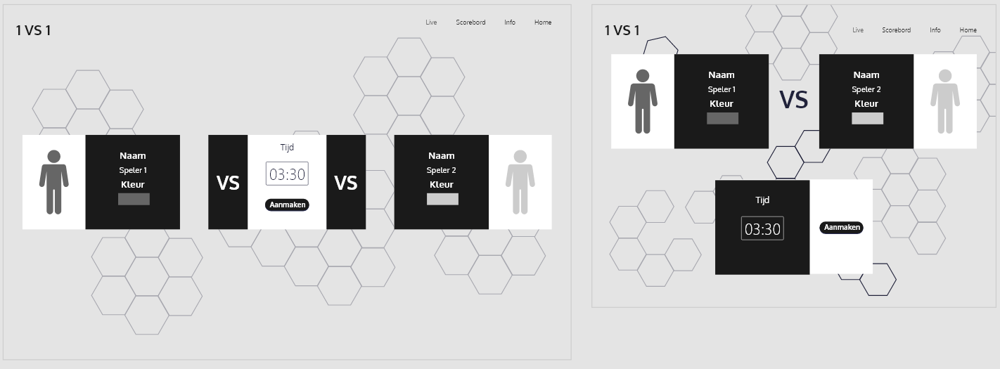 1 VS 1
Live Scorebord Info Home
Naam
Speler 1
Kleur
VS
Tijd
03:30
Aanmaken
VS
Naam
Speler 2
Kleur
1 VS 1
Live Scorebord Info Home
Naam
Speler 1
Kleur
VS
Naam
Speler 2
Kleur
Tijd
03:30
Aanmaken